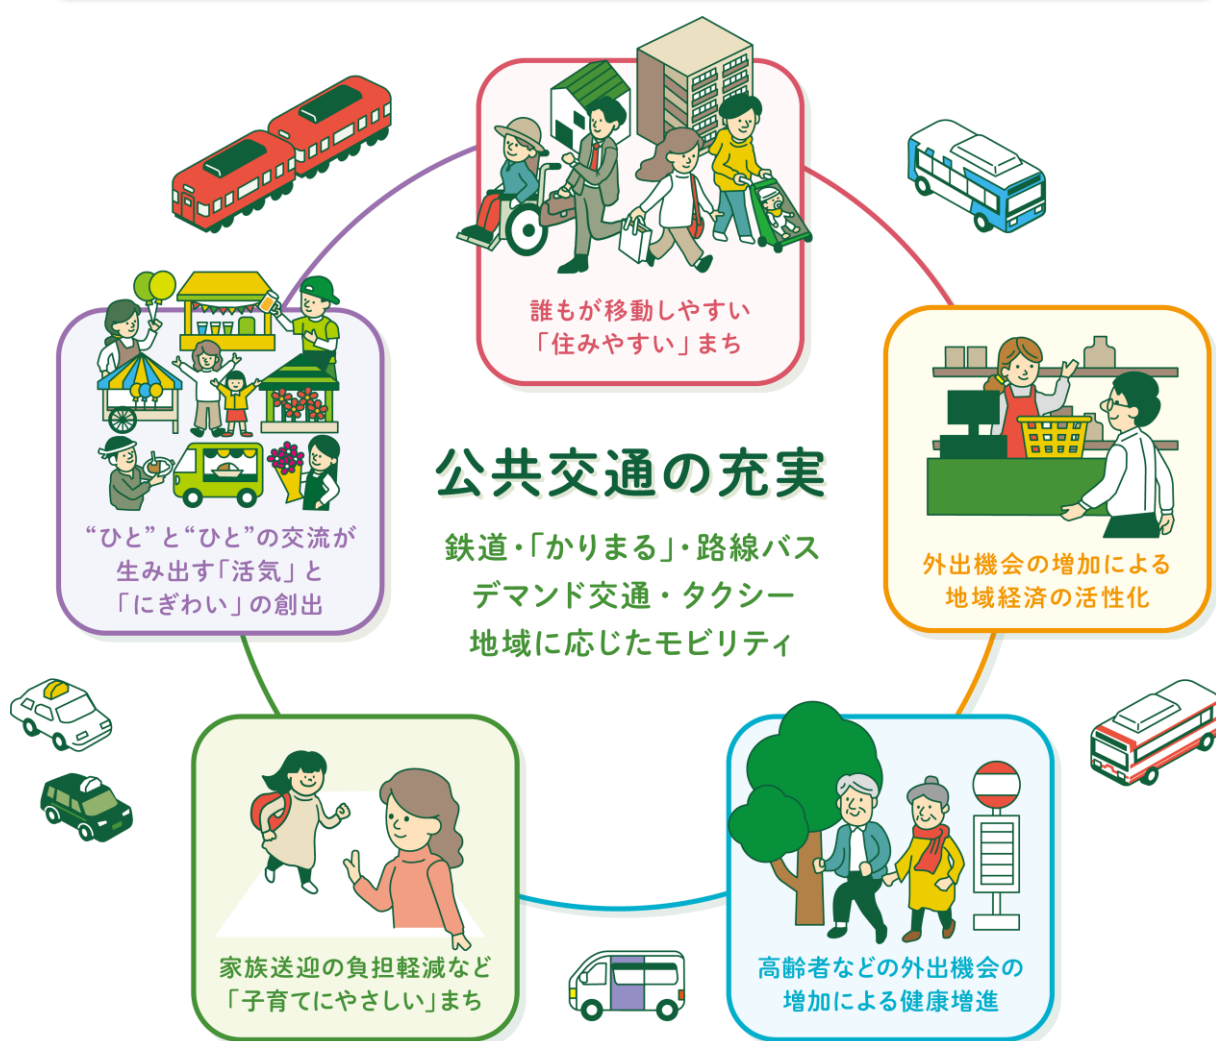 誰もが移動しやすい
「住みやすい」まち
公共交通の充実
鉄道・「かりまる」・路線バス
デマンド交通・タクシー
地域に応じたモビリティ
外出機会の増加による
地域経済の活性化
高齢者などの外出機会の
増加による健康増進
家族送迎の負担軽減など
「子育てにやさしい」まち
“ひと”と“ひと”の交流が
生み出す「活気」と
「にぎわい」の創出